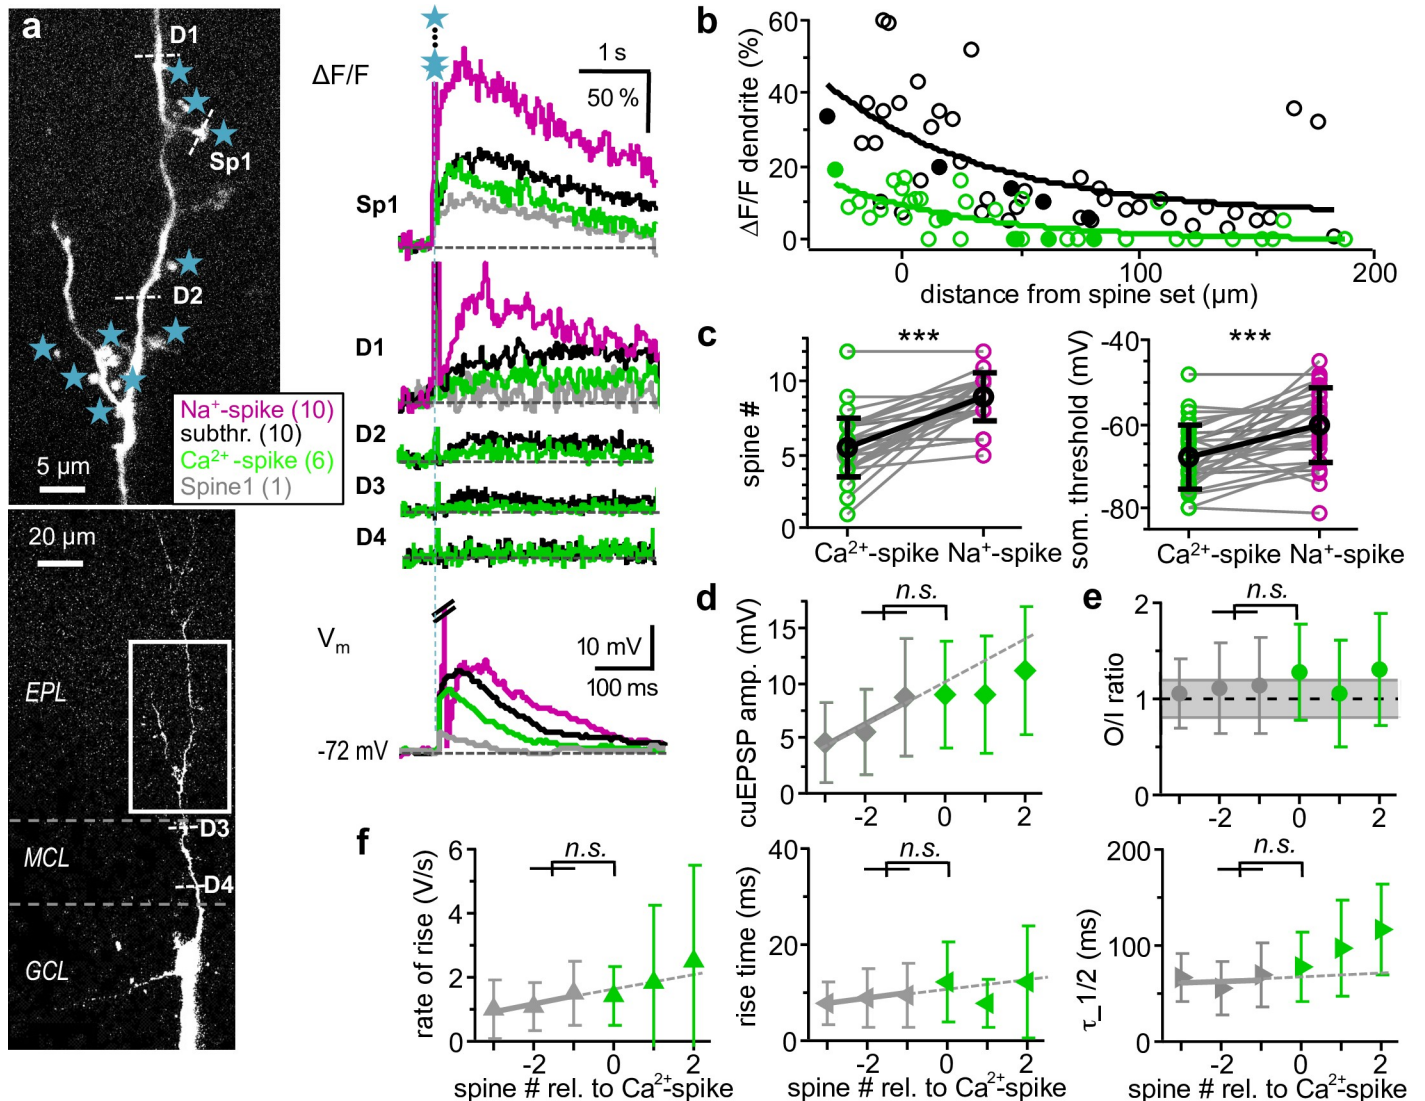 a
D1
Sp1
D2
5 µm
Na⁺-spike (10)
subthr. (10)
Ca²⁺-spike (6)
Spine1 (1)
20 µm
EPL
D3
MCL
D4
GCL
ΔF/F
1 s
50 %
Sp1
D1
D2
D3
D4
Vm
10 mV
100 ms
-72 mV
b
ΔF/F dendrite (%)
60
40
20
0
0
100
200
distance from spine set (µm)
c
spine #
10
5
0
***
Ca²⁺-spike
Na⁺-spike
som. threshold (mV)
-40
-60
-80
***
Ca²⁺-spike
Na⁺-spike
d
cuEPSP amp. (mV)
15
10
5
0
n.s.
-2
0
2
e
O/I ratio
2
1
0
n.s.
-2
0
2
f
rate of rise (V/s)
6
4
2
0
n.s.
-2
0
2
spine # rel. to Ca²⁺-spike
rise time (ms)
40
20
0
n.s.
-2
0
2
spine # rel. to Ca²⁺-spike
τ_1/2 (ms)
200
100
0
n.s.
-2
0
2
spine # rel. to Ca²⁺-spike